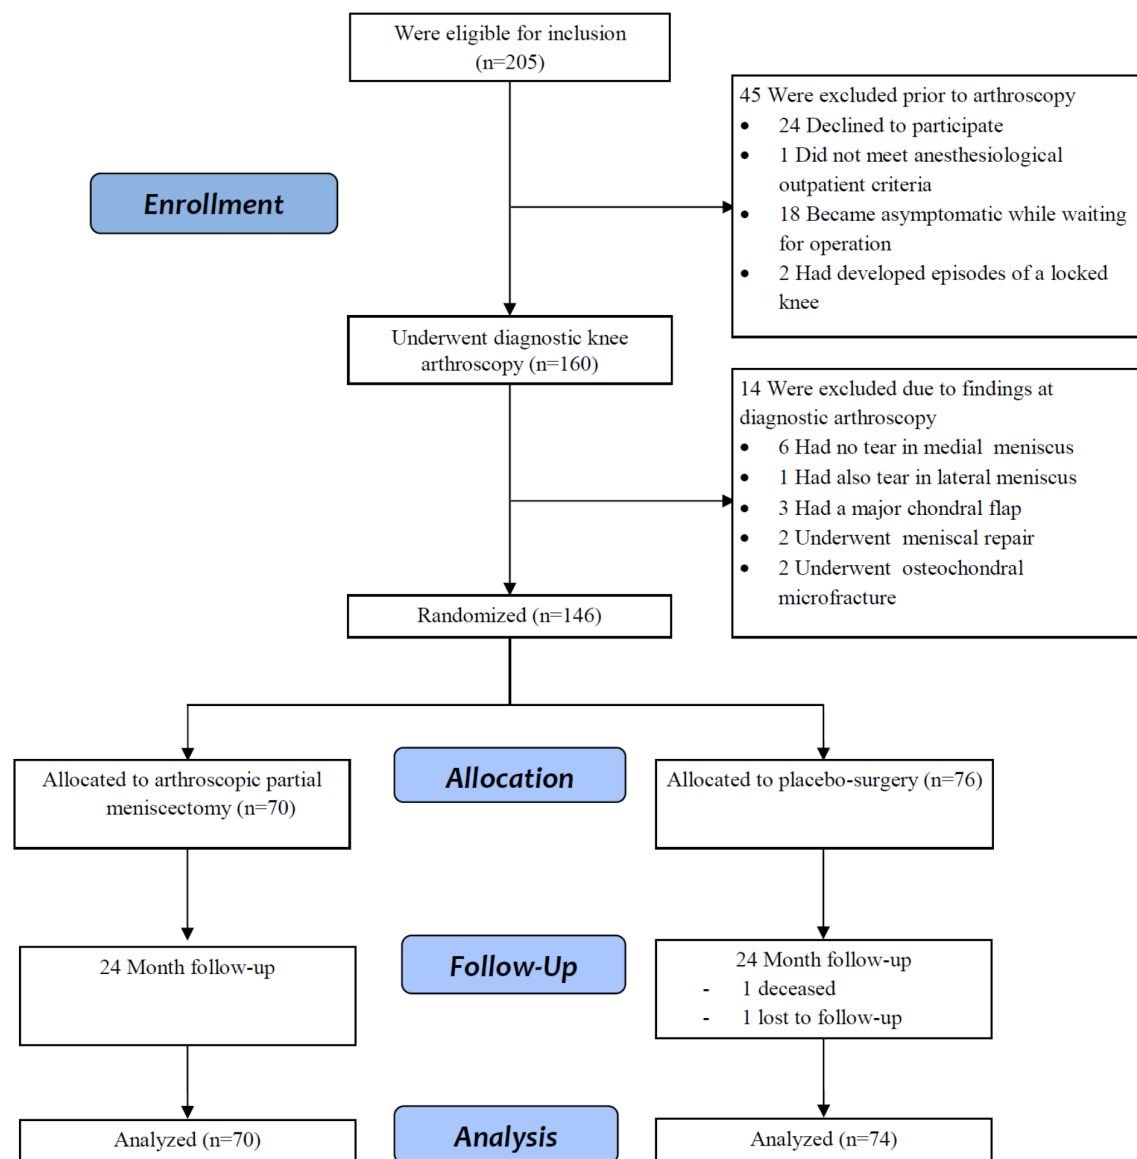 Were eligible for inclusion
(n=205)
45 Were excluded prior to arthroscopy
• 24 Declined to participate
• 1 Did not meet anesthesiological
outpatient criteria
• 18 Became asymptomatic while waiting
for operation
• 2 Had developed episodes of a locked
knee
Enrollment
Underwent diagnostic knee
arthroscopy (n=160)
14 Were excluded due to findings at
diagnostic arthroscopy
• 6 Had no tear in medial meniscus
• 1 Had also tear in lateral meniscus
• 3 Had a major chondral flap
• 2 Underwent meniscal repair
• 2 Underwent osteochondral
microfracture
Randomized (n=146)
Allocation
Allocated to arthroscopic partial
meniscectomy (n=70)
Allocated to placebo-surgery (n=76)
Follow-Up
24 Month follow-up
24 Month follow-up
- 1 deceased
- 1 lost to follow-up
Analysis
Analyzed (n=70)
Analyzed (n=74)